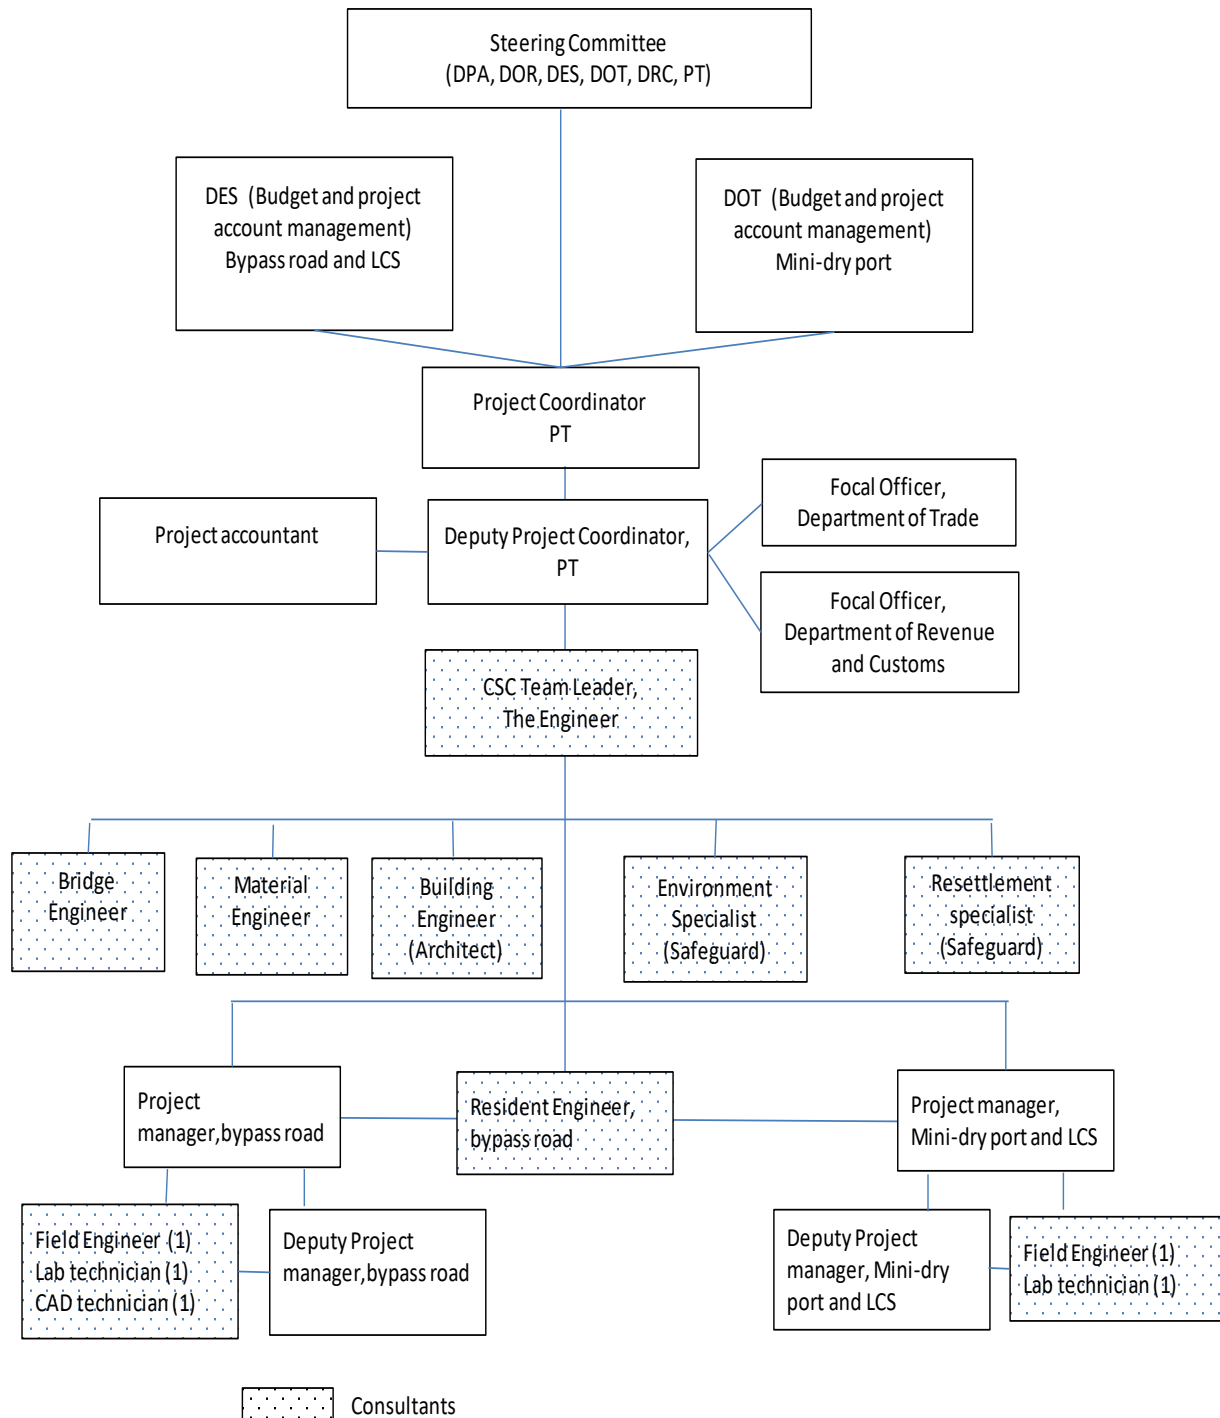 Steering Committee
(DPA, DOR, DES, DOT, DRC, PT)
DES (Budget and project
account management)
Bypass road and LCS
DOT (Budget and project
account management)
Mini-dry port
Project Coordinator
PT
Project accountant
Deputy Project Coordinator,
PT
Focal Officer,
Department of Trade
Focal Officer,
Department of Revenue
and Customs
CSC Team Leader,
The Engineer
Bridge
Engineer
Material
Engineer
Building
Engineer
(Architect)
Environment
Specialist
(Safeguard)
Resettlement
specialist
(Safeguard)
Project
manager,bypass road
Resident Engineer,
bypass road
Project manager,
Mini-dry port and LCS
Field Engineer (1)
Lab technician (1)
CAD technician (1)
Deputy Project
manager,bypass road
Deputy Project
manager, Mini-dry
port and LCS
Field Engineer (1)
Lab technician (1)
Consultants